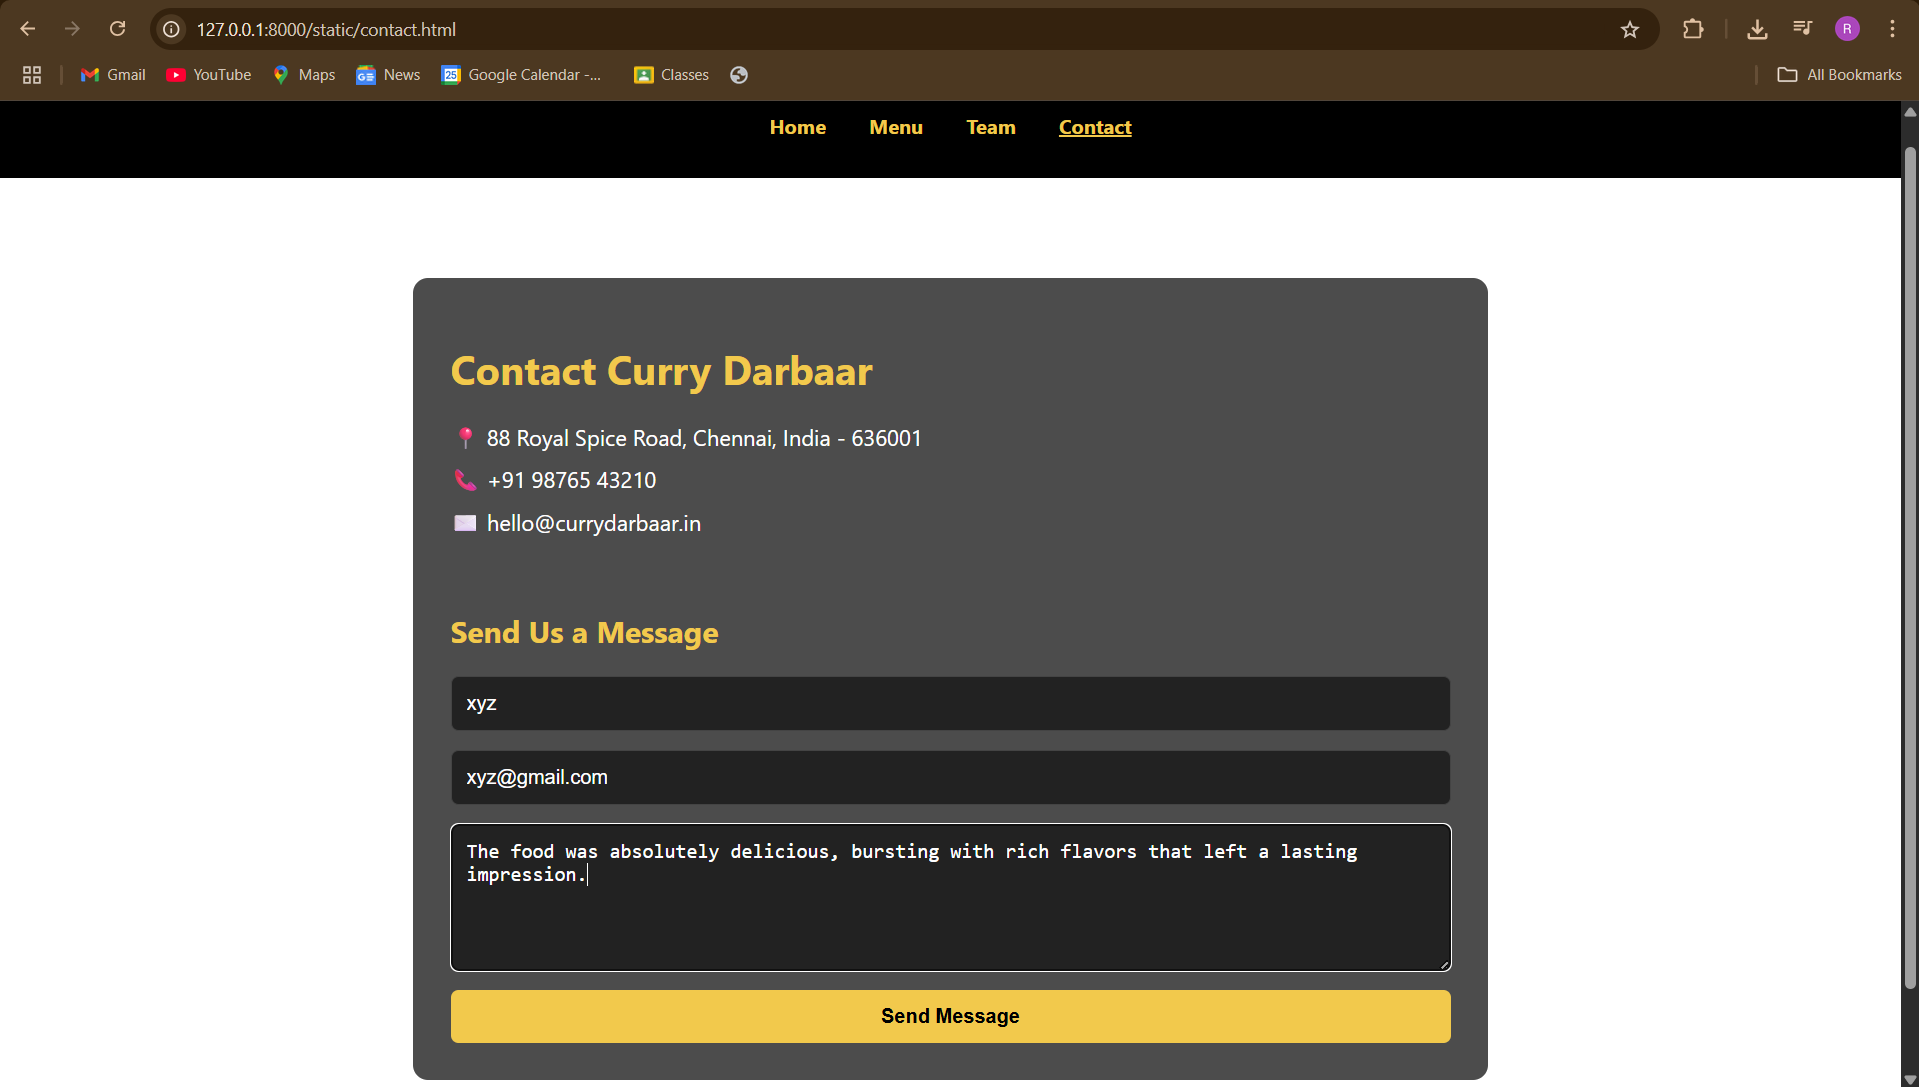 127.0.0.1:8000/static/contact.html
R
Gmail YouTube Maps News Google Calendar -... Classes All Bookmarks
Home Menu Team Contact
Contact Curry Darbaar
88 Royal Spice Road, Chennai, India - 636001
+91 98765 43210
hello@currydarbaar.in
Send Us a Message
xyz
xyz@gmail.com
The food was absolutely delicious, bursting with rich flavors that left a lasting
impression.
Send Message